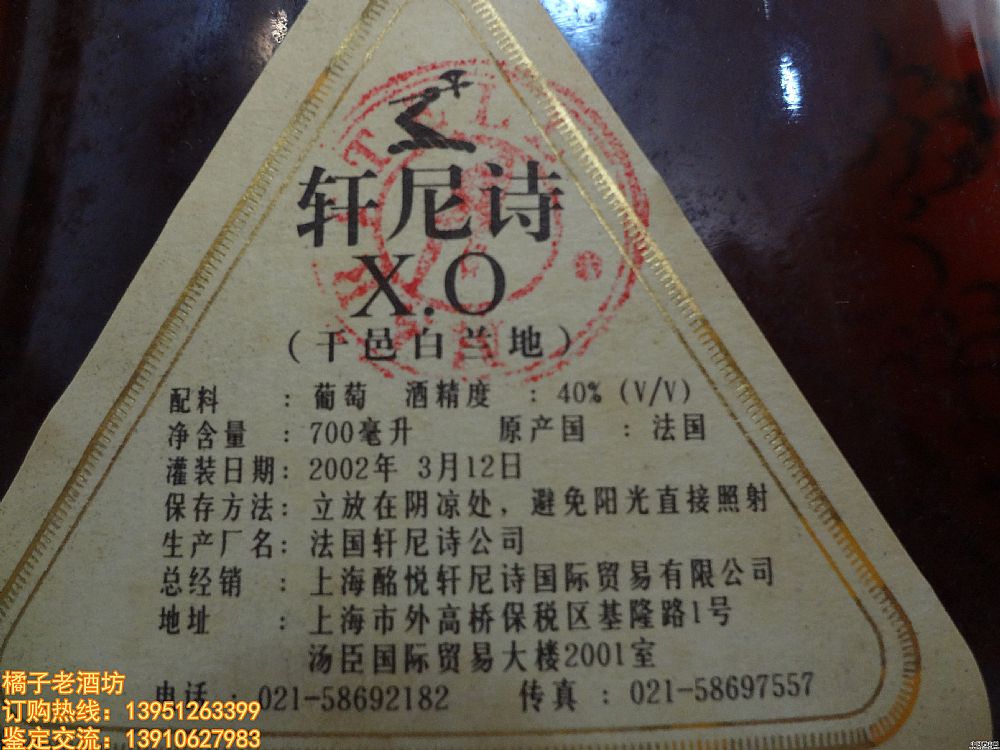 轩尼诗
X.O
(干邑白兰地)
配料 : 葡萄 酒精度 : 40% (V/V)
净含量 : 700毫升 原产国 : 法国
灌装日期: 2002年 3月12日
保存方法: 立放在阴凉处, 避免阳光直接照射
生产厂名: 法国轩尼诗公司
总经销 : 上海酩悦轩尼诗国际贸易有限公司
地址 : 上海市外高桥保税区基隆路1号
汤臣国际贸易大楼2001室
电话 : 021-58692182 传真 : 021-58697557
橘子老酒坊
订购热线：13951263399
鉴定交流：13910627983